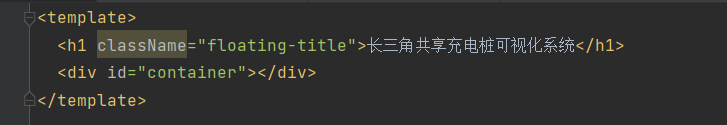 <template>
<h1 className="floating-title">长三角共享充电桩可视化系统</h1>
<div id="container"></div>
</template>